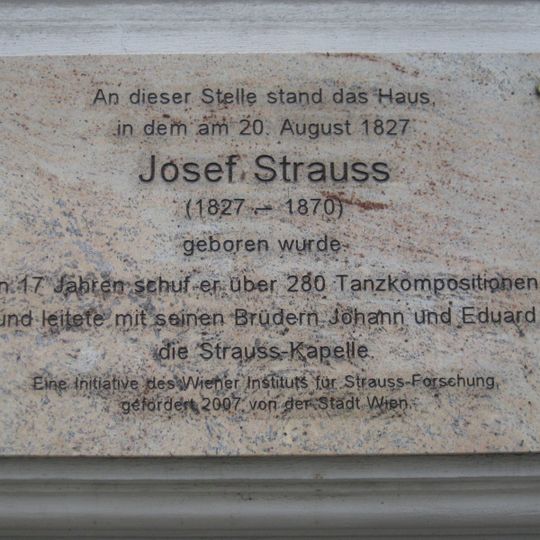 An dieser Stelle stand das Haus,
in dem am 20. August 1827
Josef Strauss
(1827 – 1870)
geboren wurde.
n 17 Jahren schuf er über 280 Tanzkompositionen
und leitete mit seinen Brüdern Johann und Eduard
die Strauss-Kapelle.
Eine Initiative des Wiener Instituts für Strauss-Forschung,
gefördert 2007 von der Stadt Wien.